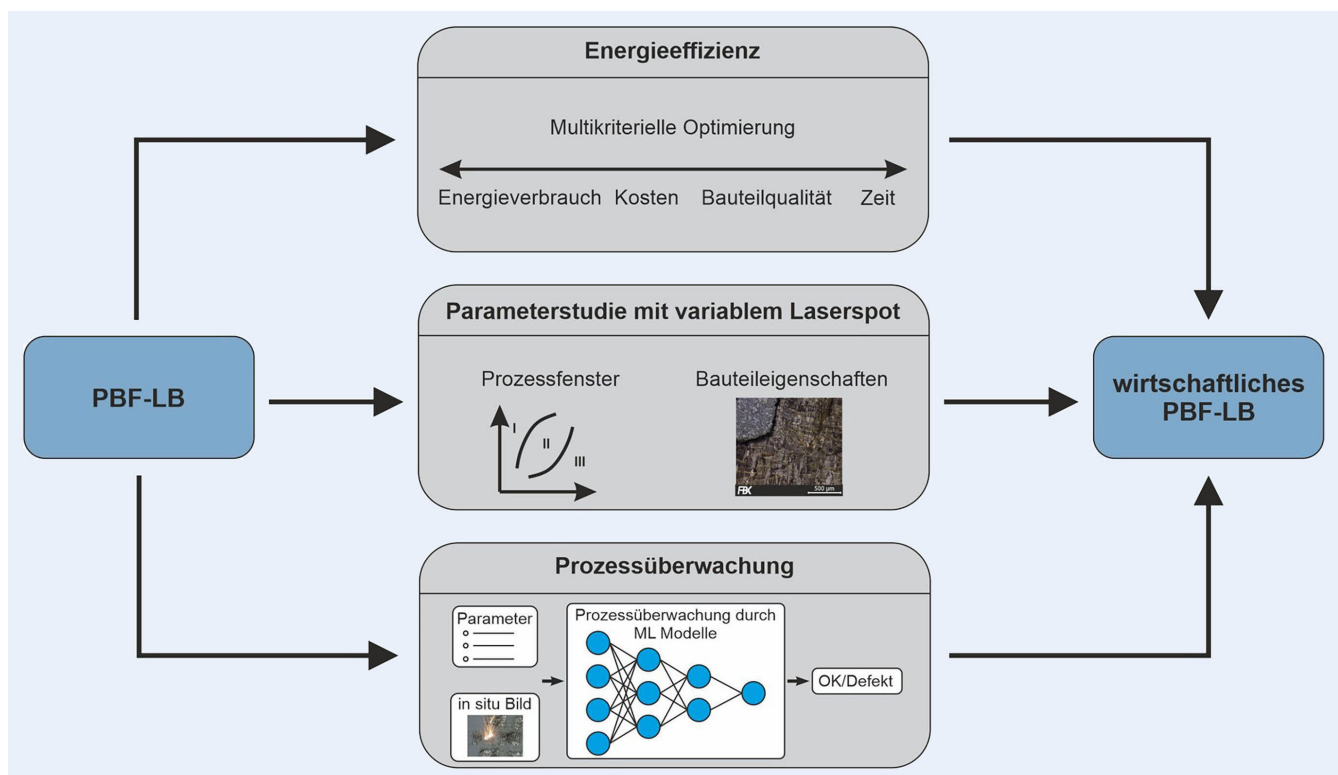 Energieeffizienz
Multikriterielle Optimierung
Energieverbrauch Kosten Bauteilqualität Zeit
Parameterstudie mit variablem Laserspot
Prozessfenster
Bauteileigenschaften
I
II
III
FBK
500 µm
PBF-LB
wirtschaftliches
PBF-LB
Prozessüberwachung
Parameter
in situ Bild
Prozessüberwachung durch
ML Modelle
OK/Defekt